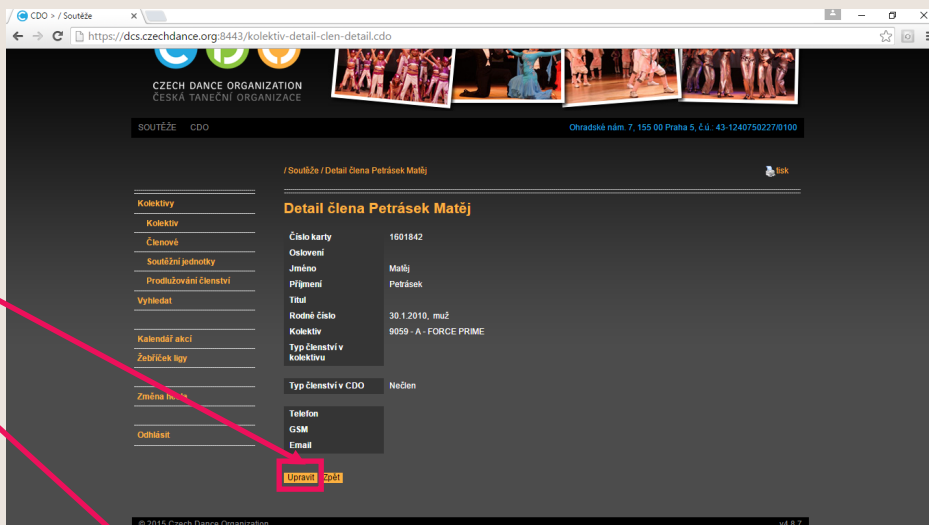 CDO > / Soutěže
https://dcs.czechdance.org:8443/kolektiv-detail-clen-detail.cdo
CZECH DANCE ORGANIZATION
ČESKÁ TANEČNÍ ORGANIZACE
SOUTĚŽE CDO
Ohradské nám. 7, 155 00 Praha 5, č.ú.: 43-1240750227/0100
/ Soutěže / Detail člena Petrásek Matěj
tisk
Kolektivy
Kolektiv
Členové
Soutěžní jednotky
Prodlužování členství
Vyhledat
Kalendář akcí
Žebříček ligy
Změna
Odhlásit
Detail člena Petrásek Matěj
Číslo karty 1601842
Oslovení
Jméno Matěj
Příjmení Petrásek
Titul
Rodné číslo 30.1.2010, muž
Kolektiv 9059 - A - FORCE PRIME
Typ členství v
kolektivu
Typ členství v CDO Nečlen
Telefon
GSM
Email
Upravit Zpět
© 2015 Czech Dance Organization
v4.8.7